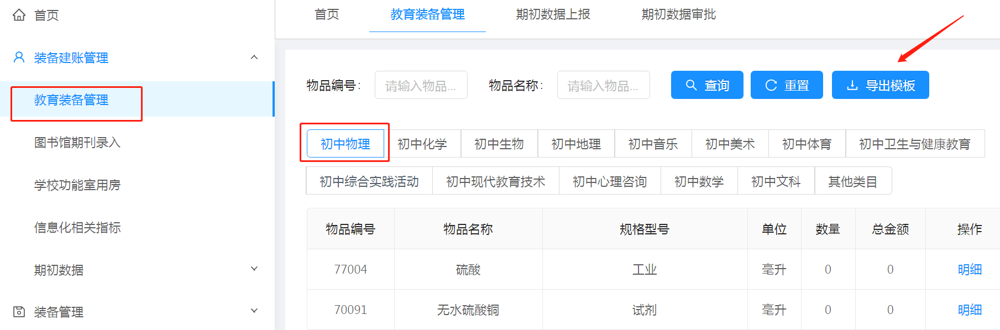 首页
装备建账管理
教育装备管理
图书馆期刊录入
学校功能室用房
信息化相关指标
期初数据
装备管理
首页 教育装备管理 期初数据上报 期初数据审批
物品编号: 请输入物品... 物品名称: 请输入物品... 查询 重置 导出模板
初中物理 初中化学 初中生物 初中地理 初中音乐 初中美术 初中体育 初中卫生与健康教育
初中综合实践活动 初中现代教育技术 初中心理咨询 初中数学 初中文科 其他类目
物品编号 物品名称 规格型号 单位 数量 总金额 操作
77004 硫酸 工业 毫升 0 0 明细
70091 无水硫酸铜 试剂 毫升 0 0 明细